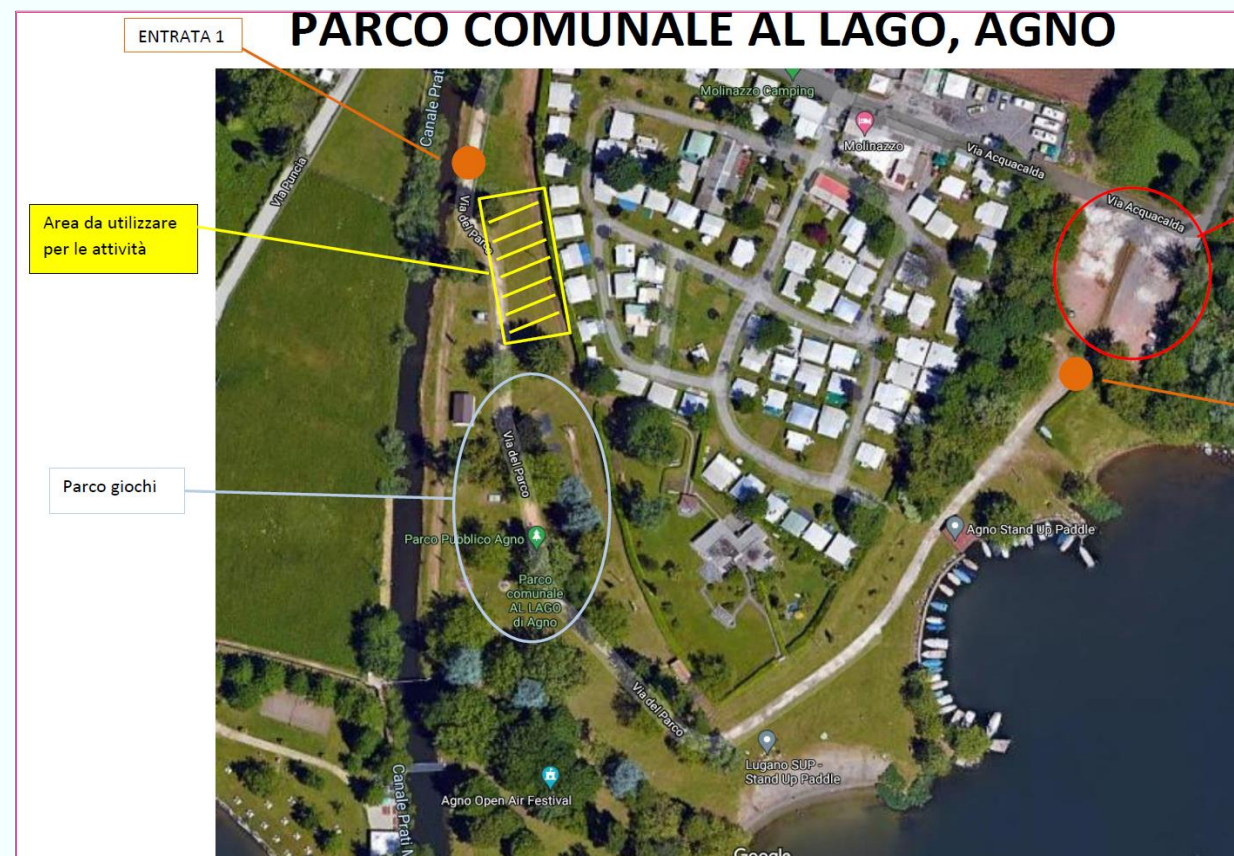 PARCO COMUNALE AL LAGO, AGNO
ENTRATA 1
Canale Prati
Molinazzo Camping
Molinazzo
Via Acquacalda
Via Puncia
Via del Parco
Via Acquacalda
Area da utilizzare
per le attività
Via del Parco
Parco giochi
Agno Stand Up Paddle
Parco Pubblico Agno
Parco
comunale
AL LAGO
di Agno
Via del Parco
Lugano SUP -
Stand Up Paddle
Agno Open Air Festival
Canale Prati M
Google